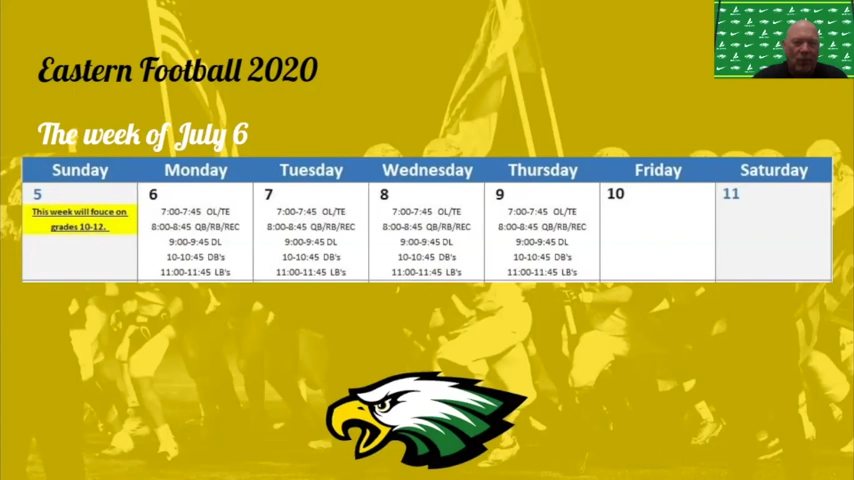 Eastern Football 2020
The week of July 6
Sunday Monday Tuesday Wednesday Thursday Friday Saturday
5 6 7 8 9 10 11
This week will fouce on
grades 10-12.
7:00-7:45 OL/TE
8:00-8:45 QB/RB/REC
9:00-9:45 DL
10-10:45 DB's
11:00-11:45 LB's
7:00-7:45 OL/TE
8:00-8:45 QB/RB/REC
9:00-9:45 DL
10-10:45 DB's
11:00-11:45 LB's
7:00-7:45 OL/TE
8:00-8:45 QB/RB/REC
9:00-9:45 DL
10-10:45 DB's
11:00-11:45 LB's
7:00-7:45 OL/TE
8:00-8:45 QB/RB/REC
9:00-9:45 DL
10-10:45 DB's
11:00-11:45 LB's